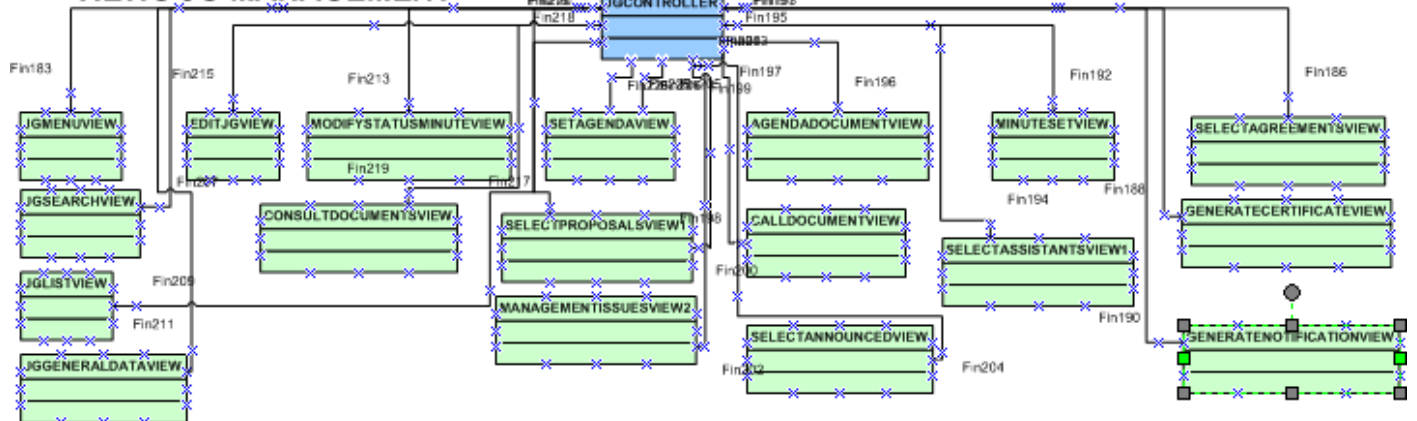 JGCONTROLLER
Fin195
Fin218
Fin197
Fin183
Fin215
Fin213
Fin196
Fin192
Fin186
JGMENUVIEW
EDITJGVIEW
MODIFYSTATUSMINUTEVIEW
SETAGENDAVIEW
AGENDADOCUMENTVIEW
MINUTESETVIEW
SELECTAGREEMENTSVIEW
Fin219
Fin217
Fin188
Fin194
JGSEARCHVIEW
CONSULTDOCUMENTSVIEW
SELECTPROPOSALSVIEW1
Fin198
CALLDOCUMENTVIEW
GENERATECERTIFICATEVIEW
SELECTASSISTANTSVIEW1
Fin200
JGLISTVIEW
Fin209
MANAGEMENTISSUESVIEW2
Fin211
Fin190
SELECTANNOUNCEDVIEW
GENERATENOTIFICATIONVIEW
JGGENERALDATAVIEW
Fin202
Fin204